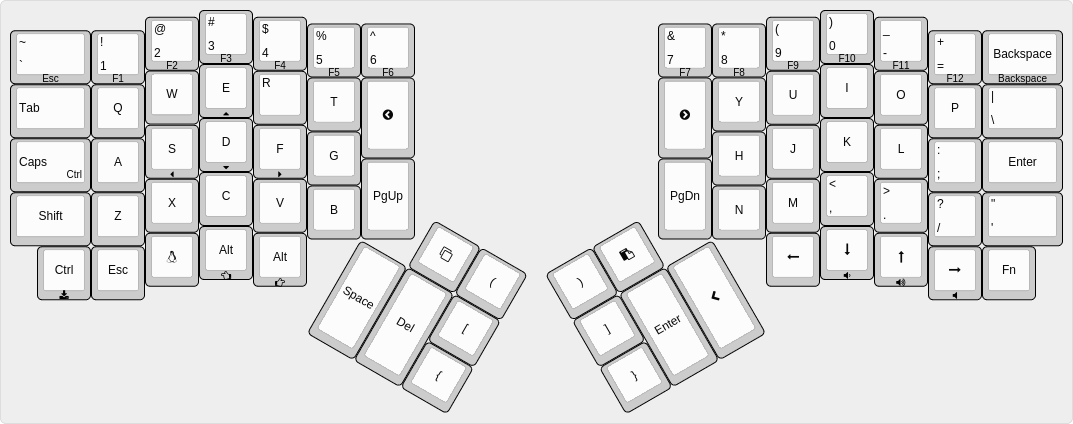 ~ ` Esc
! 1 F1
@ 2 F2
# 3 F3
$ 4 F4
% 5 F5
^ 6 F6
& 7 F7
* 8 F8
( 9 F9
) 0 F10
_ - F11
+ = F12
Backspace Backspace
Tab Q W E R T
Y U I O P | \
Caps Ctrl A S D F G
H J K L : ; Enter
Shift Z X C V B PgUp
PgDn N M < , > . ? / " '
Ctrl Esc Alt Alt
← ↓ ↑ → Fn
Space Del ( [ {
) ] } Enter